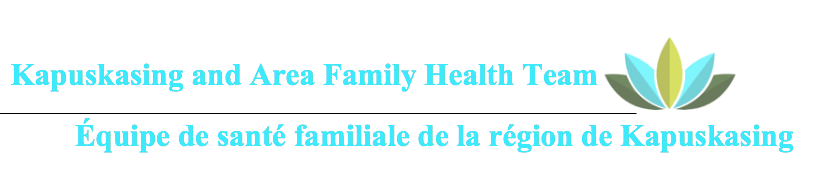 Kapuskasing and Area Family Health Team
Équipe de santé familiale de la région de Kapuskasing